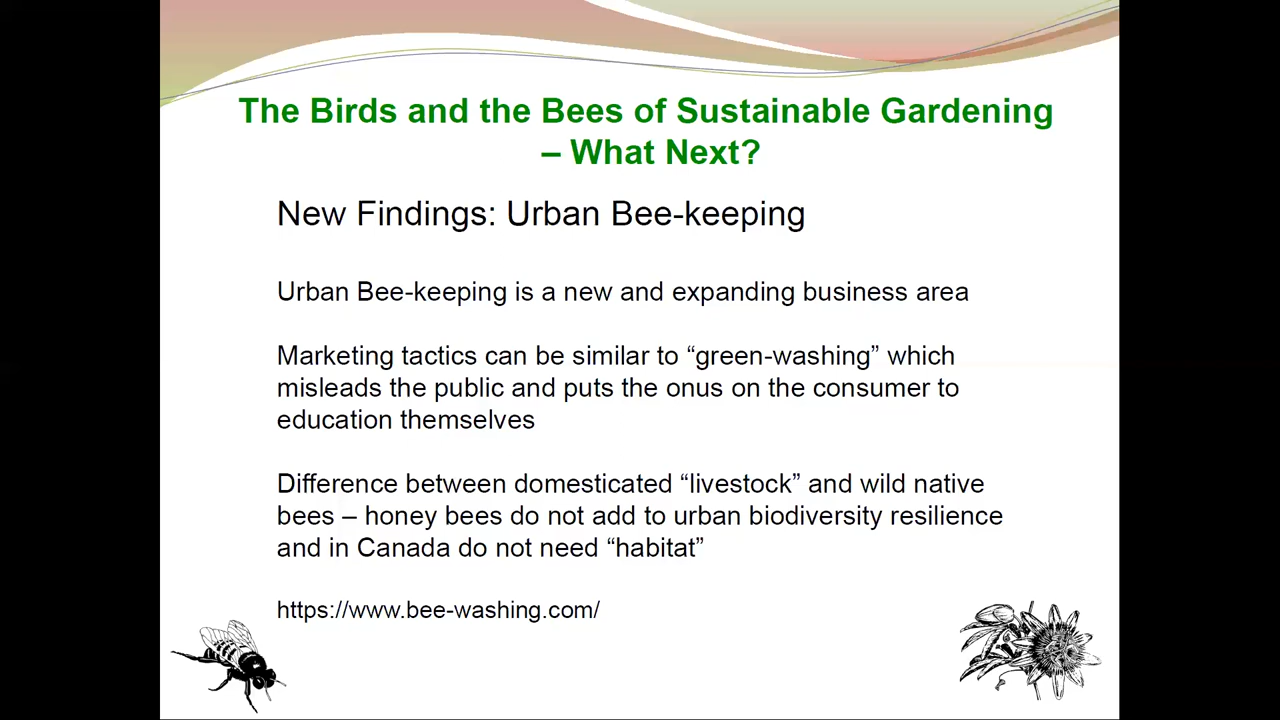 The Birds and the Bees of Sustainable Gardening
– What Next?
New Findings: Urban Bee-keeping
Urban Bee-keeping is a new and expanding business area
Marketing tactics can be similar to “green-washing” which
misleads the public and puts the onus on the consumer to
education themselves
Difference between domesticated “livestock” and wild native
bees – honey bees do not add to urban biodiversity resilience
and in Canada do not need “habitat”
https://www.bee-washing.com/